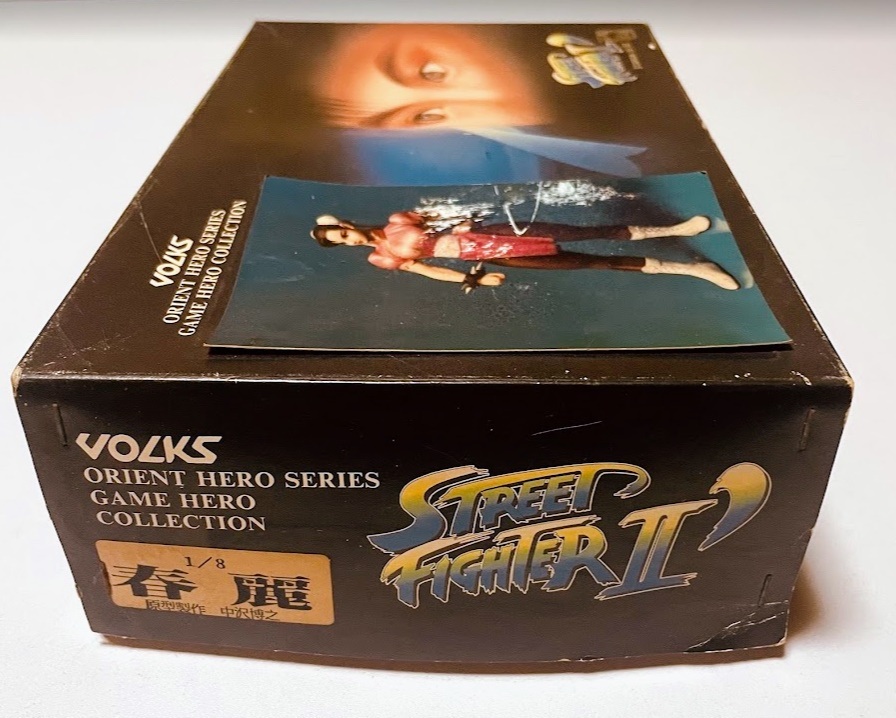 VOLKS
ORIENT HERO SERIES
GAME HERO COLLECTION
VOLKS
ORIENT HERO SERIES
GAME HERO
COLLECTION
1/8
春麗
原型製作 中沢博之
STREET
FIGHTER II'